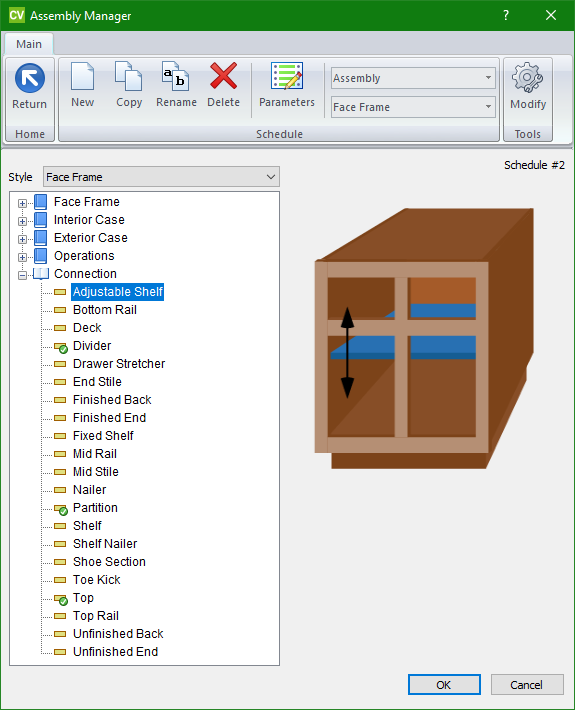 CV Assembly Manager ?
Main
Return
New Copy Rename Delete Parameters
Assembly
Face Frame
Modify
Home Schedule Tools
Schedule #2
Style Face Frame
Face Frame
Interior Case
Exterior Case
Operations
Connection
Adjustable Shelf
Bottom Rail
Deck
Divider
Drawer Stretcher
End Stile
Finished Back
Finished End
Fixed Shelf
Mid Rail
Mid Stile
Nailer
Partition
Shelf
Shelf Nailer
Shoe Section
Toe Kick
Top
Top Rail
Unfinished Back
Unfinished End
OK Cancel